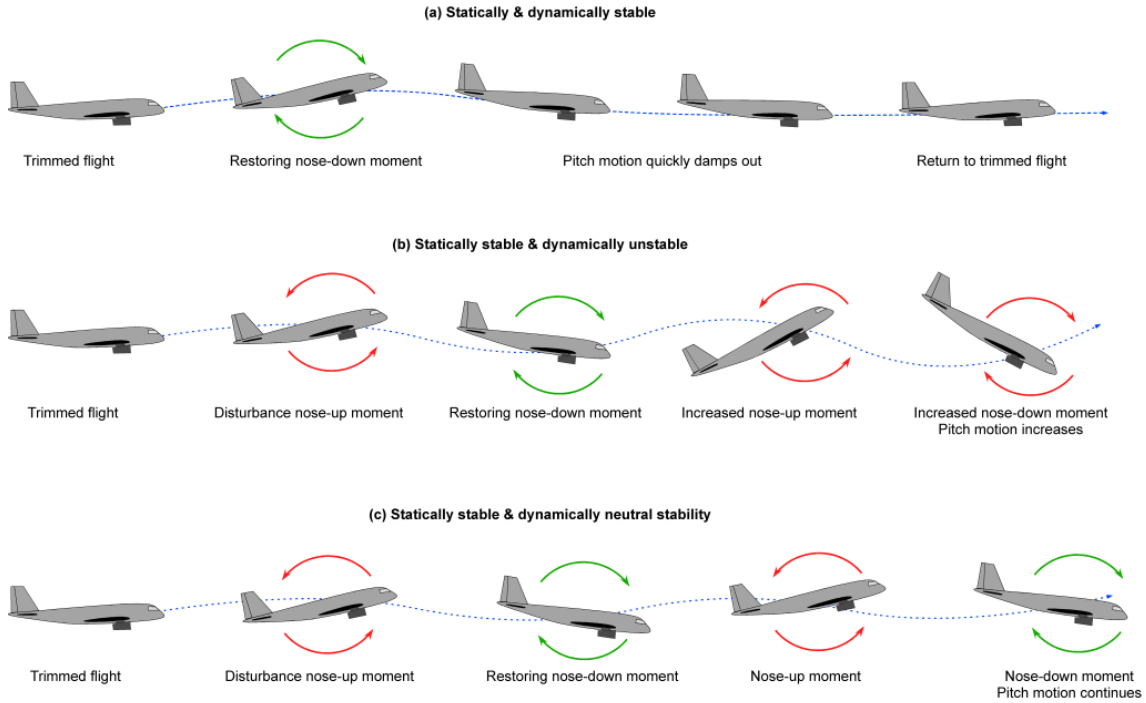 (a) Statically & dynamically stable
Trimmed flight
Restoring nose-down moment
Pitch motion quickly damps out
Return to trimmed flight
(b) Statically stable & dynamically unstable
Trimmed flight
Disturbance nose-up moment
Restoring nose-down moment
Increased nose-up moment
Increased nose-down moment
Pitch motion increases
(c) Statically stable & dynamically neutral stability
Trimmed flight
Disturbance nose-up moment
Restoring nose-down moment
Nose-up moment
Nose-down moment
Pitch motion continues